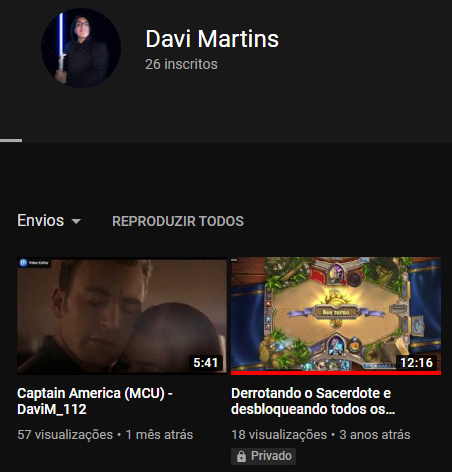 Davi Martins
26 inscritos
Envios
REPRODUZIR TODOS
Video Editor
5:41
Seu turno
12:16
Captain America (MCU) -
DaviM_112
57 visualizações • 1 mês atrás
Derrotando o Sacerdote e
desbloqueando todos os...
18 visualizações • 3 anos atrás
Privado